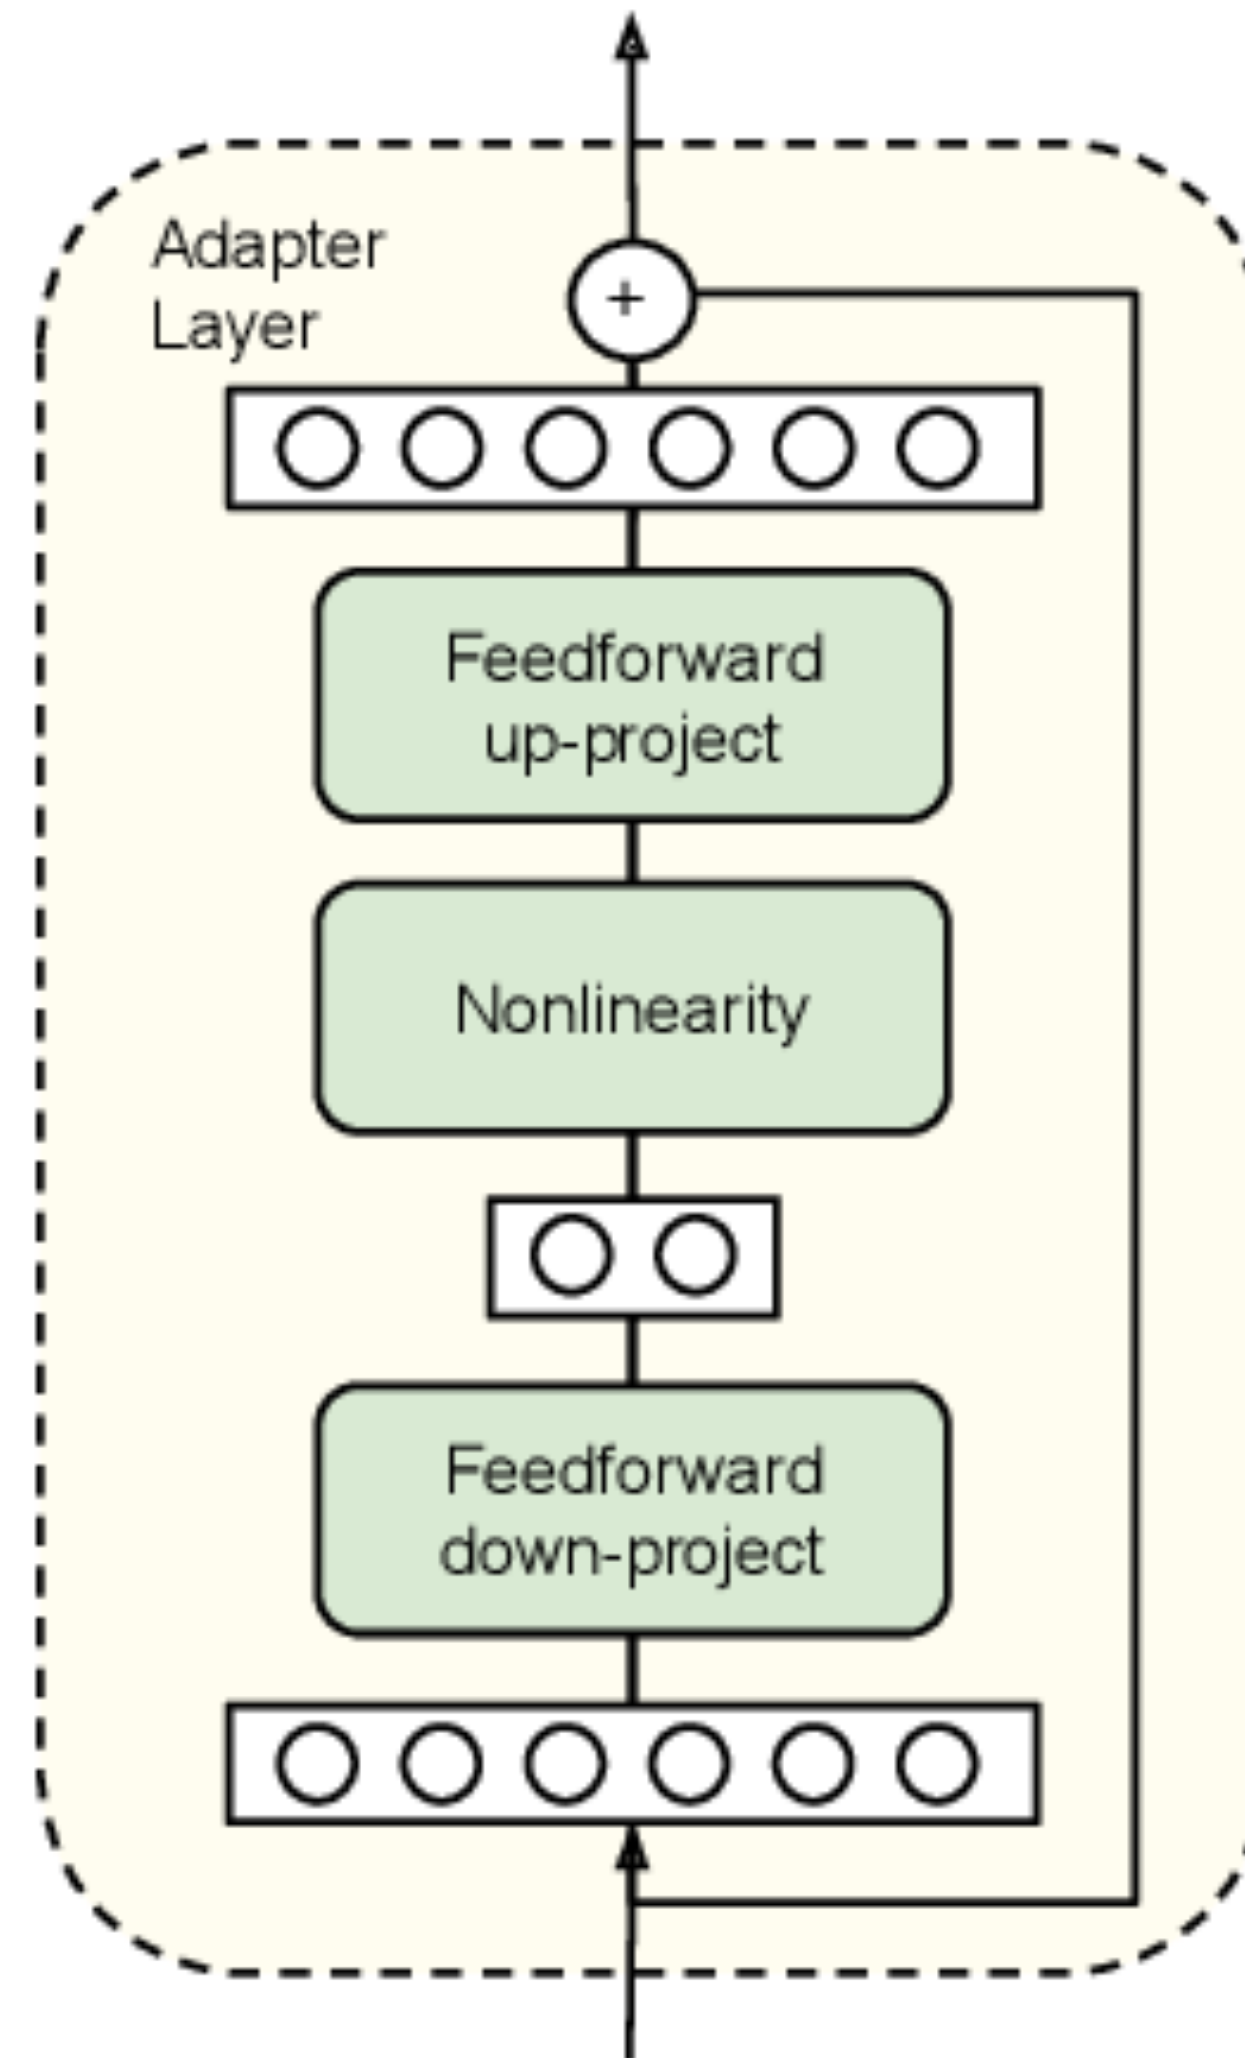 Adapter
Layer
+
Feedforward
up-project
Nonlinearity
Feedforward
down-project